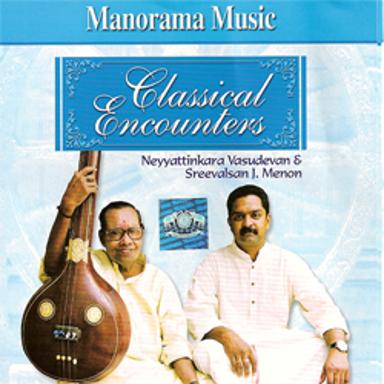 Manorama Music
Classical
Encounters
Neyyattinkara Vasudevan &
Sreevalsan J. Menon